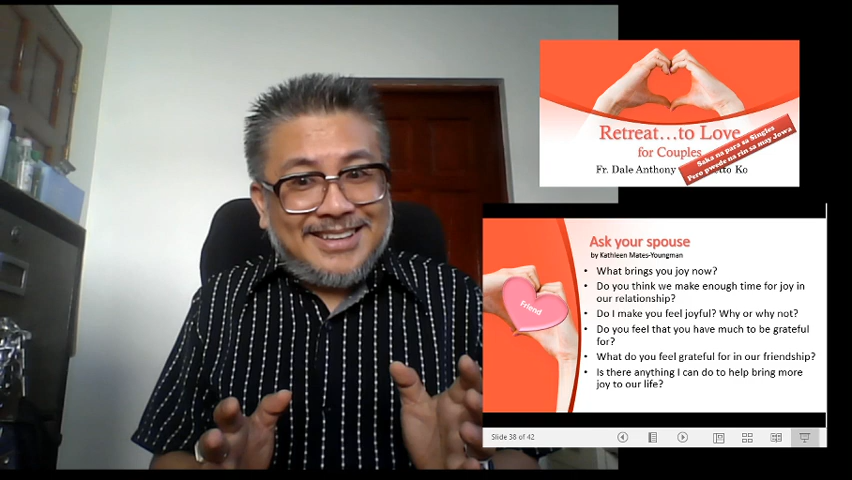 Retreat…to Love
for Couples
Saka na para sa Singles
Pero pwede na rin sa may Jowa
Fr. Dale Anthony Ko
Ask your spouse
by Kathleen Mates-Youngman
• What brings you joy now?
• Do you think we make enough time for joy in
our relationship?
• Do I make you feel joyful? Why or why not?
• Do you feel that you have much to be grateful
for?
• What do you feel grateful for in our friendship?
• Is there anything I can do to help bring more
joy to our life?
Friend
Slide 38 of 42